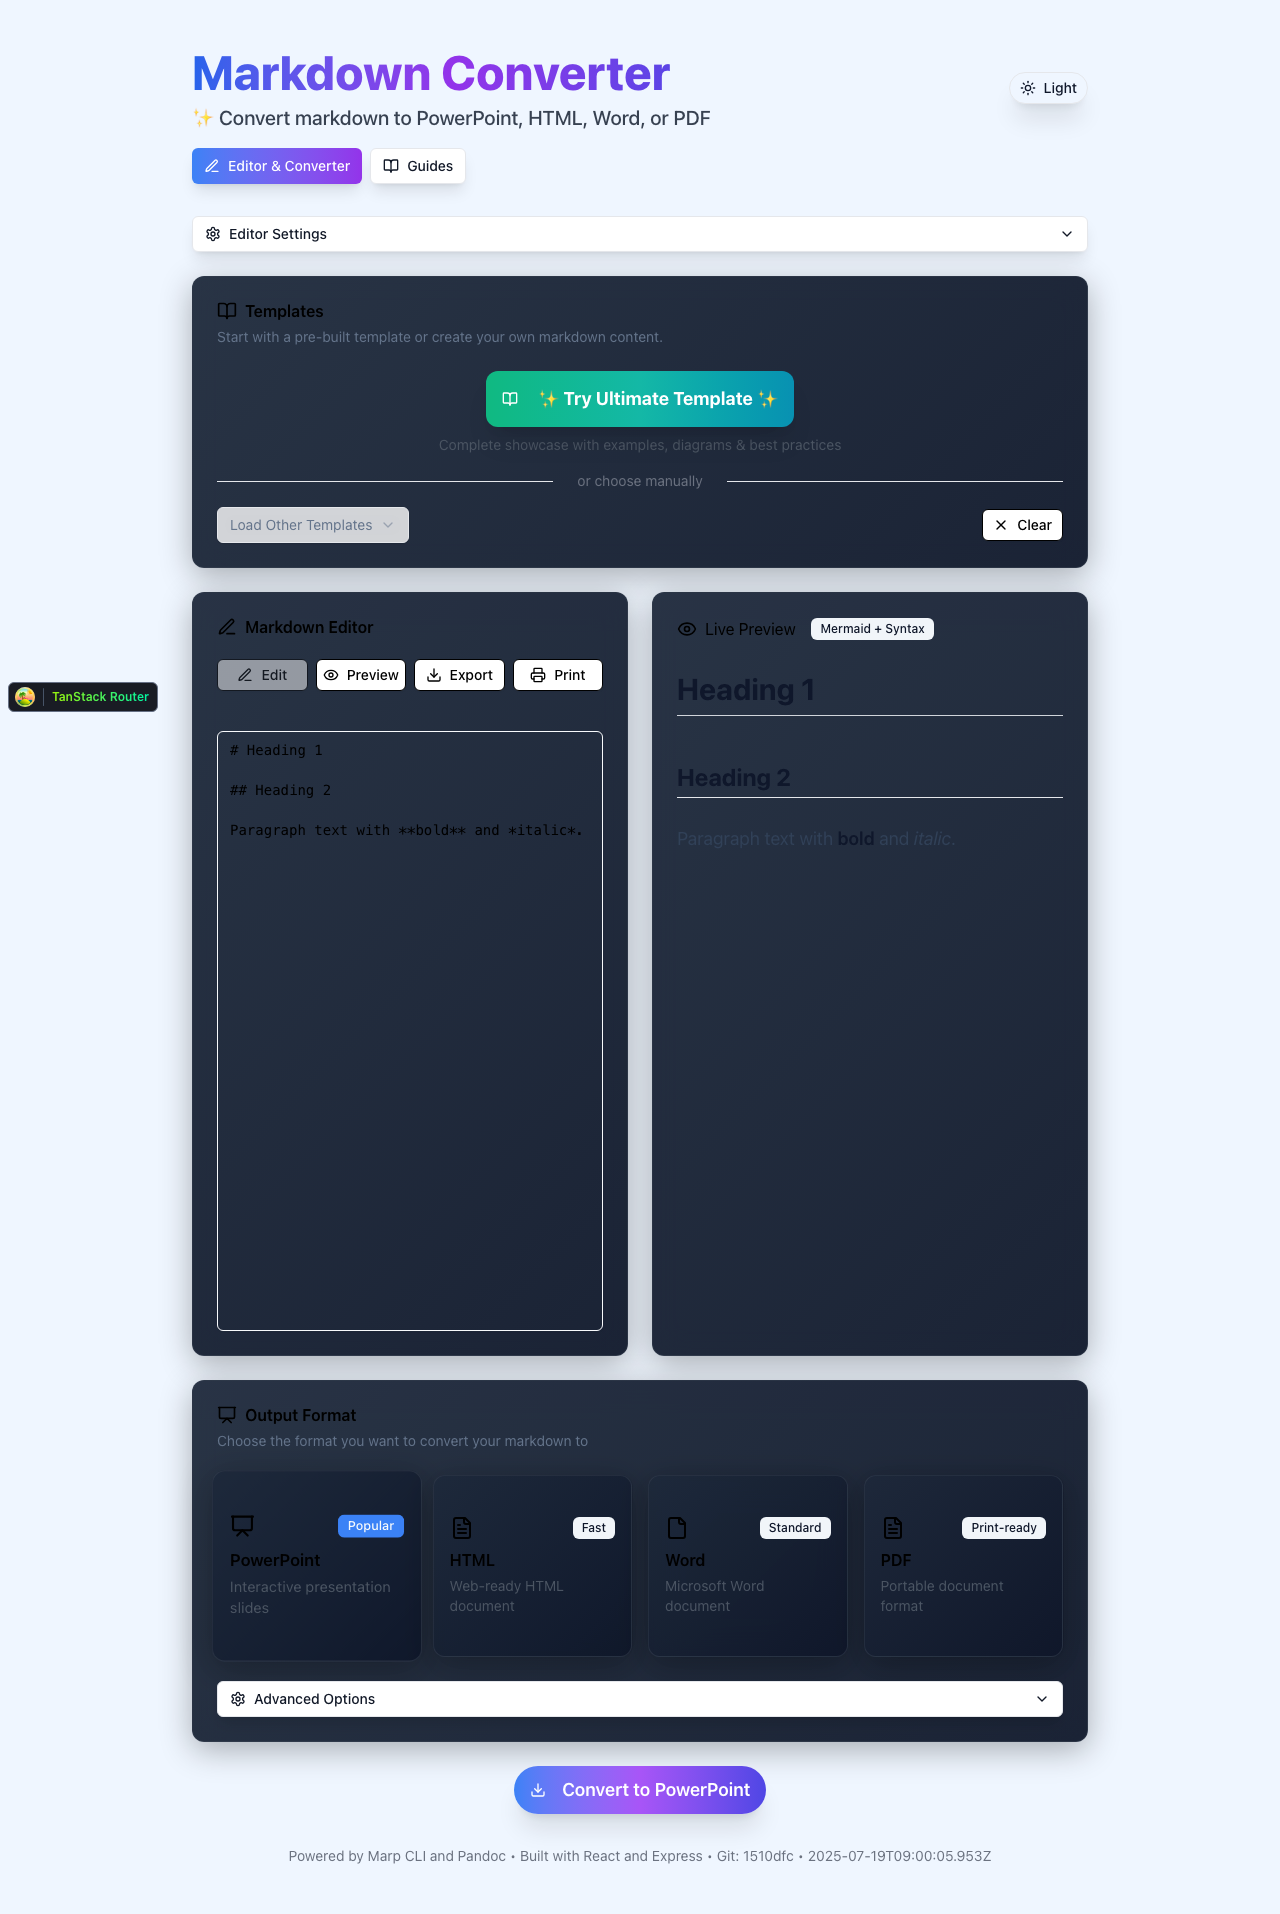 Markdown Converter
✨ Convert markdown to PowerPoint, HTML, Word, or PDF
Light
Editor & Converter
Guides
Editor Settings
Templates
Start with a pre-built template or create your own markdown content.
✨ Try Ultimate Template ✨
Complete showcase with examples, diagrams & best practices
or choose manually
Load Other Templates
Clear
Markdown Editor
Edit
Preview
Export
Print
# Heading 1
## Heading 2
Paragraph text with **bold** and *italic*.
Live Preview
Mermaid + Syntax
Heading 1
Heading 2
Paragraph text with bold and italic.
TanStack Router
Output Format
Choose the format you want to convert your markdown to
Popular
PowerPoint
Interactive presentation
slides
Fast
HTML
Web-ready HTML
document
Standard
Word
Microsoft Word
document
Print-ready
PDF
Portable document
format
Advanced Options
Convert to PowerPoint
Powered by Marp CLI and Pandoc • Built with React and Express • Git: 1510dfc • 2025-07-19T09:00:05.953Z